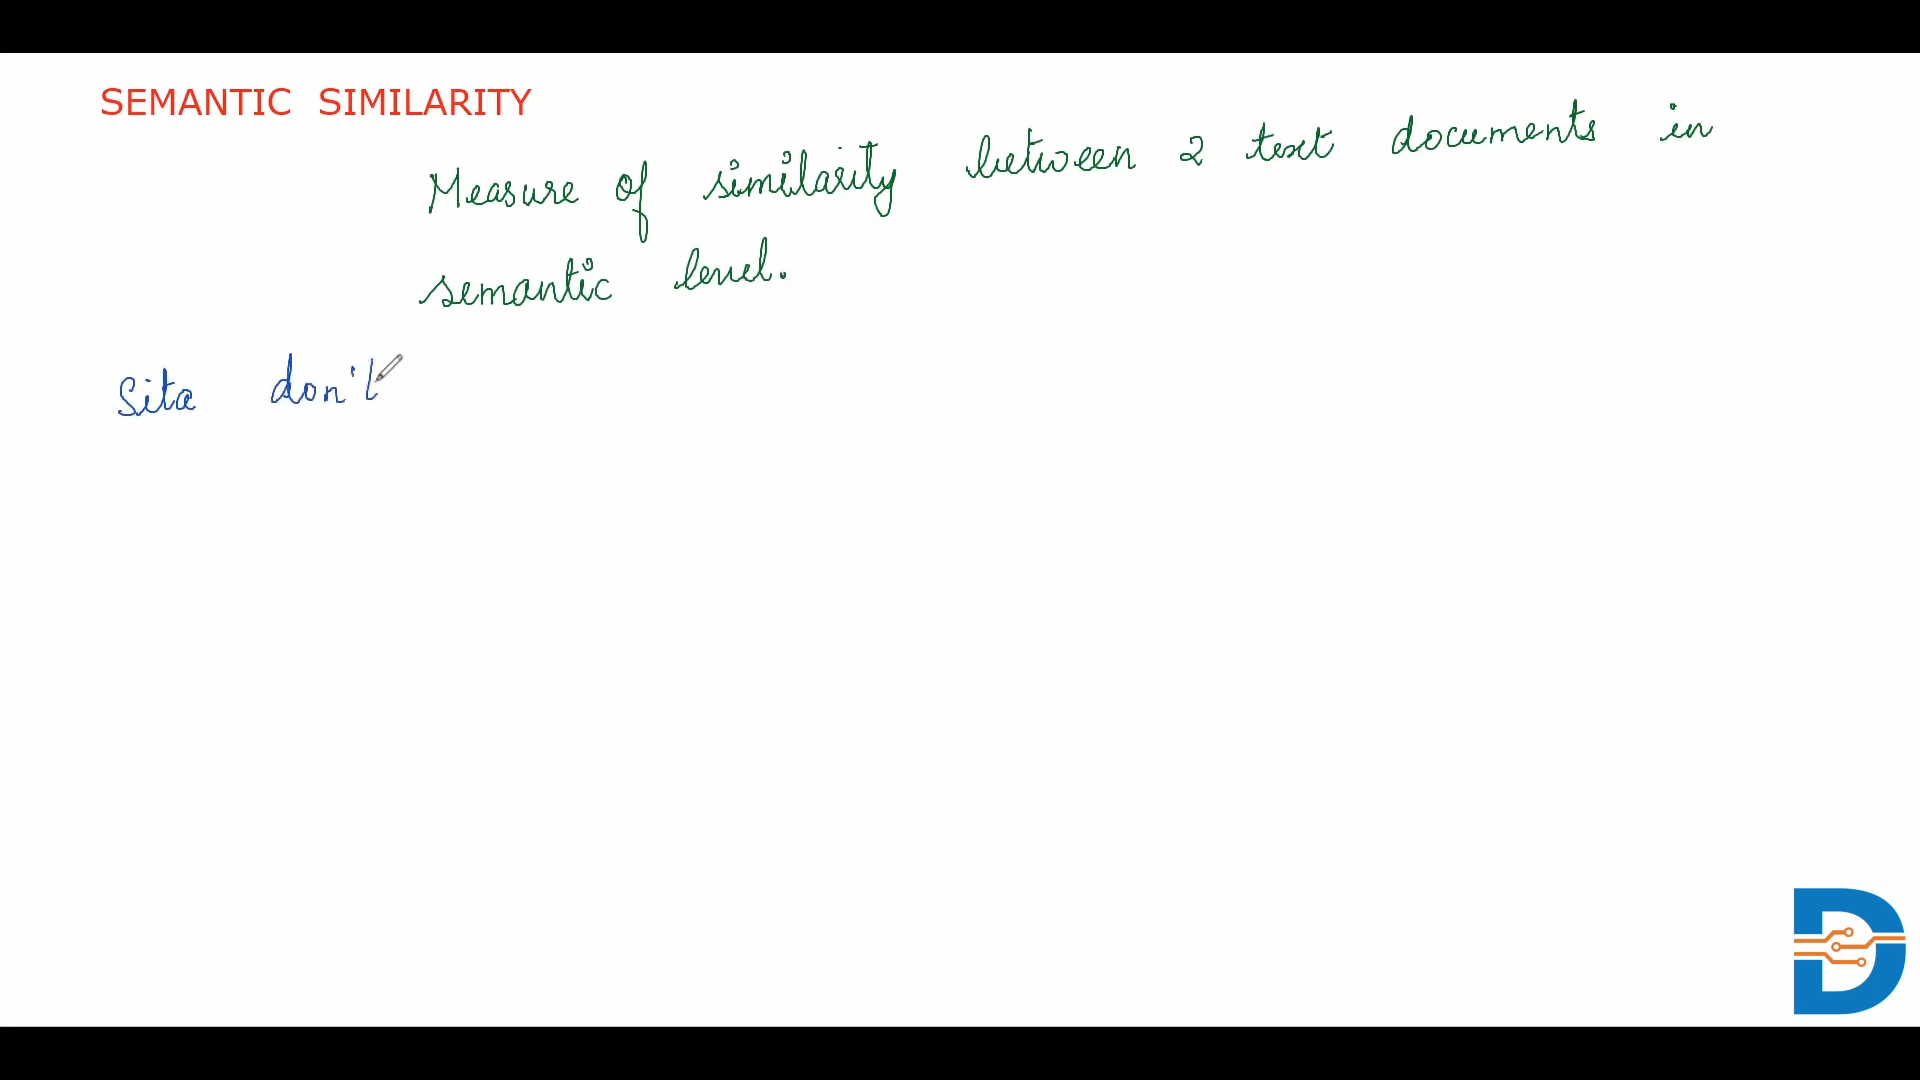 SEMANTIC SIMILARITY
Measure of similarity between 2 text documents in
semantic level.
Sita don't